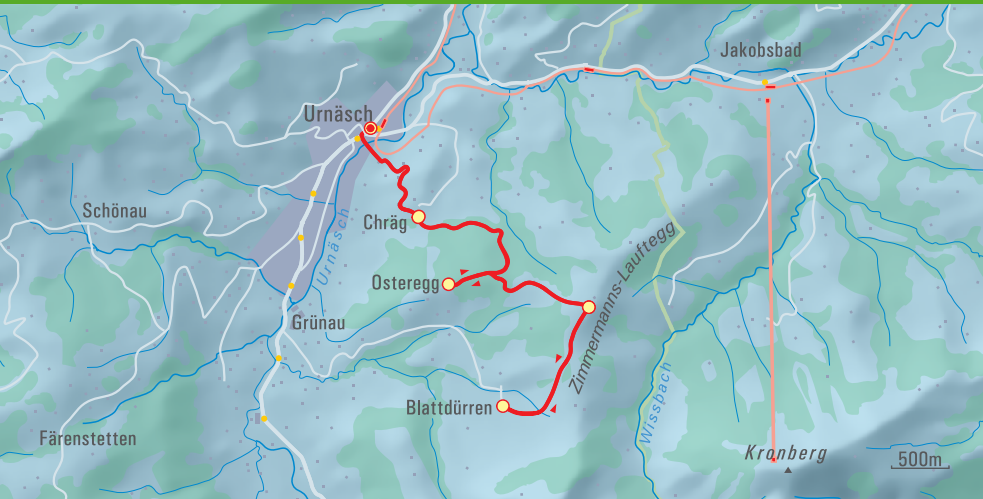 Jakobsbad
Urnäsch
Schönau
Chräg
Urnäsch
Zimmermanns-Lauftegg
Osteregg
Grünau
Wissbach
Blattdürren
Färenstetten
Kronberg
500m